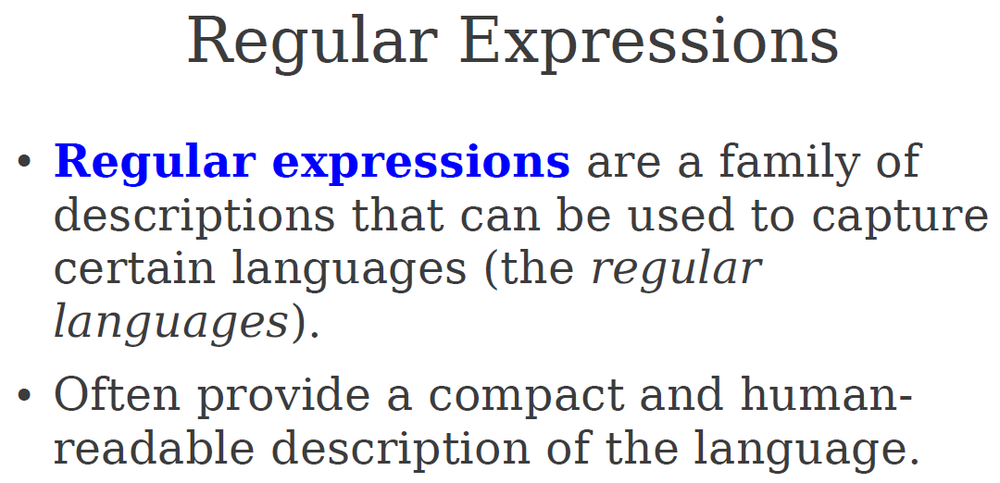 Regular Expressions
• Regular expressions are a family of
descriptions that can be used to capture
certain languages (the regular
languages).
• Often provide a compact and human-
readable description of the language.